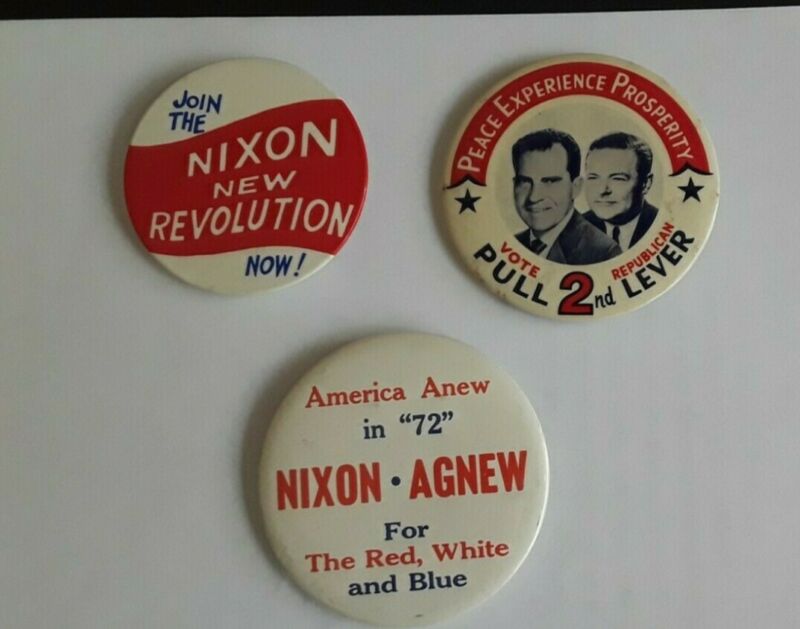 JOIN
THE
NIXON
NEW
REVOLUTION
NOW!
PEACE EXPERIENCE PROSPERITY
VOTE REPUBLICAN
PULL 2nd LEVER
America Anew
in “72”
NIXON • AGNEW
For
The Red, White
and Blue